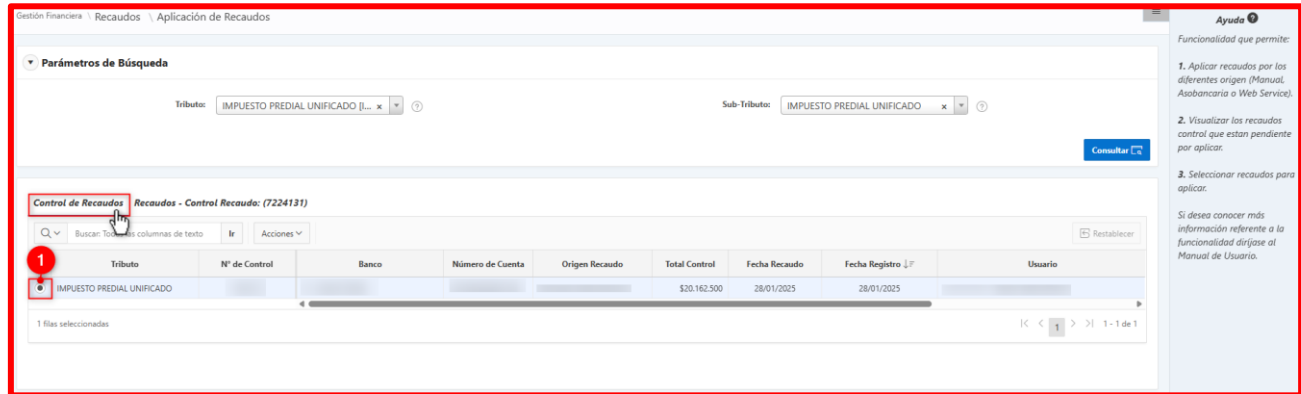 Gestión Financiera \ Recaudos \ Aplicación de Recaudos
Ayuda ?
Funcionalidad que permite:
1. Aplicar recaudos por los
diferentes origen (Manual,
Asobancaria o Web Service).
2. Visualizar los recaudos
control que estan pendiente
por aplicar.
3. Seleccionar recaudos para
aplicar.
Si desea conocer más
información referente a la
funcionalidad diríjase al
Manual de Usuario.
Parámetros de Búsqueda
Tributo: IMPUESTO PREDIAL UNIFICADO [I... x ?
Sub-Tributo: IMPUESTO PREDIAL UNIFICADO x ?
Consultar
Control de Recaudos Recaudos - Control Recaudo: (7224131)
Buscar: columnas de texto Ir Acciones Restablecer
1
Tributo N° de Control Banco Número de Cuenta Origen Recaudo Total Control Fecha Recaudo Fecha Registro Usuario
IMPUESTO PREDIAL UNIFICADO $20.162.500 28/01/2025 28/01/2025
1 filas seleccionadas 1 1 - 1 de 1